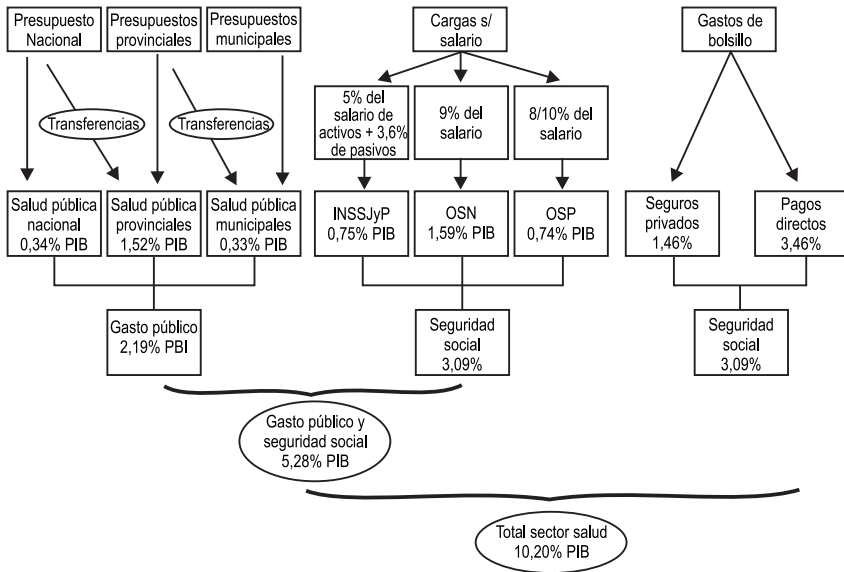 Presupuesto
Nacional
Presupuestos
provinciales
Presupuestos
municipales
Cargas s/
salario
Gastos de
bolsillo
Transferencias
Transferencias
5% del
salario de
activos + 3,6%
de pasivos
9% del
salario
8/10% del
salario
Salud pública
nacional
0,34% PIB
Salud pública
provinciales
1,52% PIB
Salud pública
municipales
0,33% PIB
INSSJyP
0,75% PIB
OSN
1,59% PIB
OSP
0,74% PIB
Seguros
privados
1,46%
Pagos
directos
3,46%
Gasto público
2,19% PBI
Seguridad
social
3,09%
Seguridad
social
3,09%
Gasto público y
seguridad social
5,28% PIB
Total sector salud
10,20% PIB